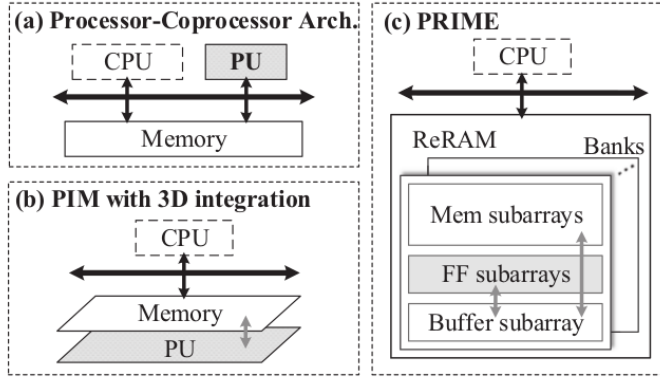 (a) Processor-Coprocessor Arch.
CPU
PU
Memory
(b) PIM with 3D integration
CPU
Memory
PU
(c) PRIME
CPU
ReRAM
Banks
Mem subarrays
FF subarrays
Buffer subarray